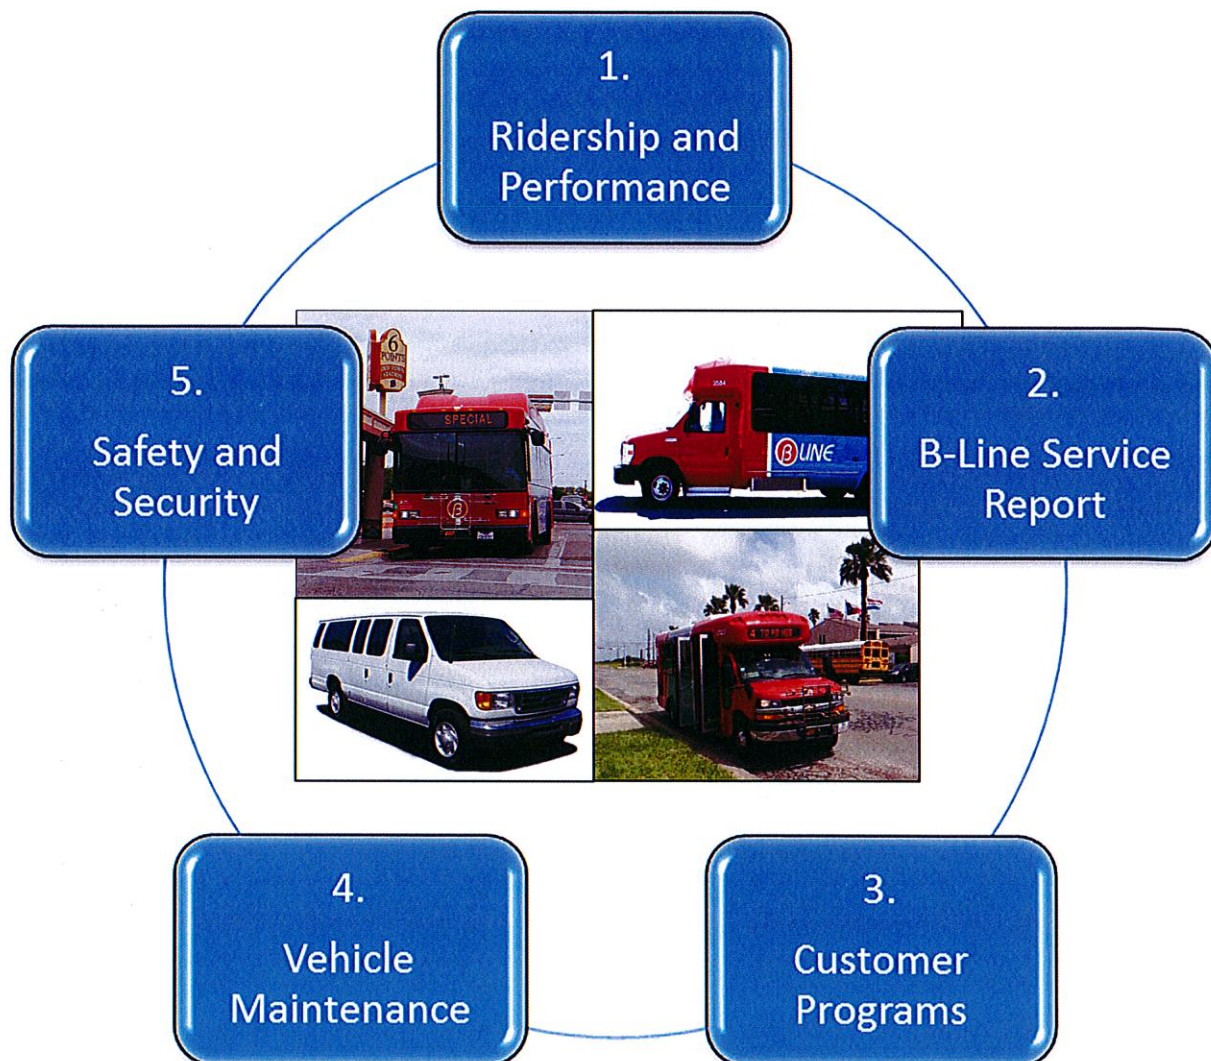 1.
Ridership and
Performance
2.
B-Line Service
Report
3.
Customer
Programs
4.
Vehicle
Maintenance
5.
Safety and
Security
6
POINTS
SPECIAL
β
β LINE